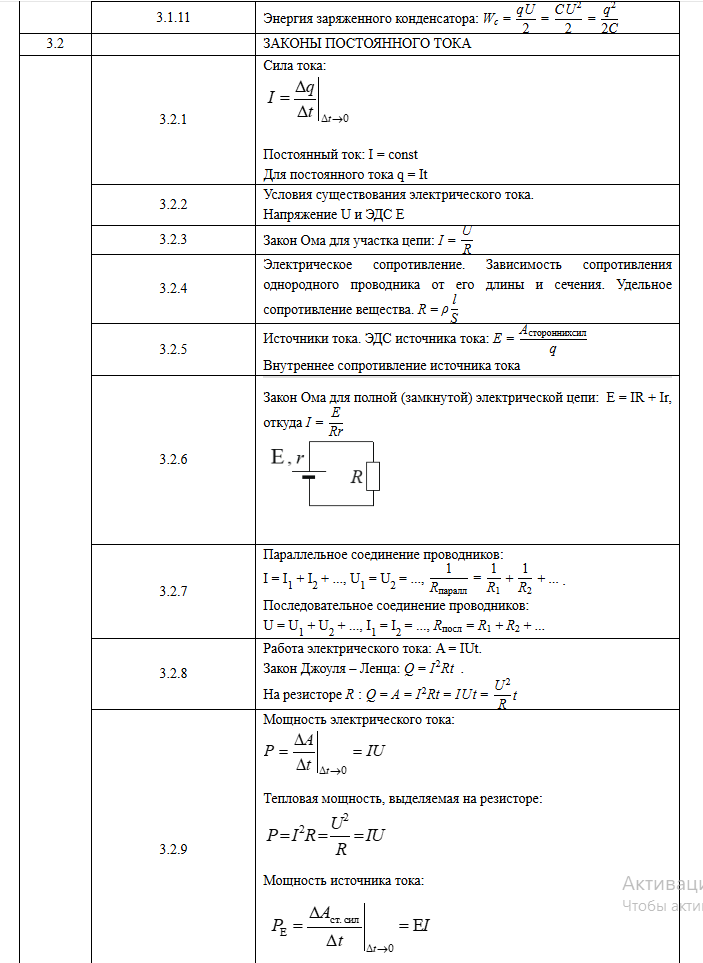 3.1.11 Энергия заряженного конденсатора: W_c = qU/2 = CU²/2 = q²/2C
3.2 ЗАКОНЫ ПОСТОЯННОГО ТОКА
3.2.1
Сила тока:
I = Δq/Δt |Δt→0
Постоянный ток: I = const
Для постоянного тока q = It
3.2.2
Условия существования электрического тока.
Напряжение U и ЭДС E
3.2.3 Закон Ома для участка цепи: I = U/R
3.2.4
Электрическое сопротивление. Зависимость сопротивления
однородного проводника от его длины и сечения. Удельное
сопротивление вещества. R = ρ l/S
3.2.5
Источники тока. ЭДС источника тока: E = Aстороннихсил/q
Внутреннее сопротивление источника тока
3.2.6
Закон Ома для полной (замкнутой) электрической цепи: E = IR + Ir,
откуда I = E/Rr
E, r
R
3.2.7
Параллельное соединение проводников:
I = I₁ + I₂ + ..., U₁ = U₂ = ..., 1/Rпаралл = 1/R₁ + 1/R₂ + ... .
Последовательное соединение проводников:
U = U₁ + U₂ + ..., I₁ = I₂ = ..., Rпосл = R₁ + R₂ + ...
3.2.8
Работа электрического тока: A = IUt.
Закон Джоуля – Ленца: Q = I²Rt .
На резисторе R : Q = A = I²Rt = IUt = U²/R t
3.2.9
Мощность электрического тока:
P = ΔA/Δt |Δt→0 = IU
Тепловая мощность, выделяемая на резисторе:
P=I²R=U²/R=IU
Мощность источника тока:
P_E = ΔAст. сил/Δt |Δt→0 = EI
Активаци
Чтобы акти